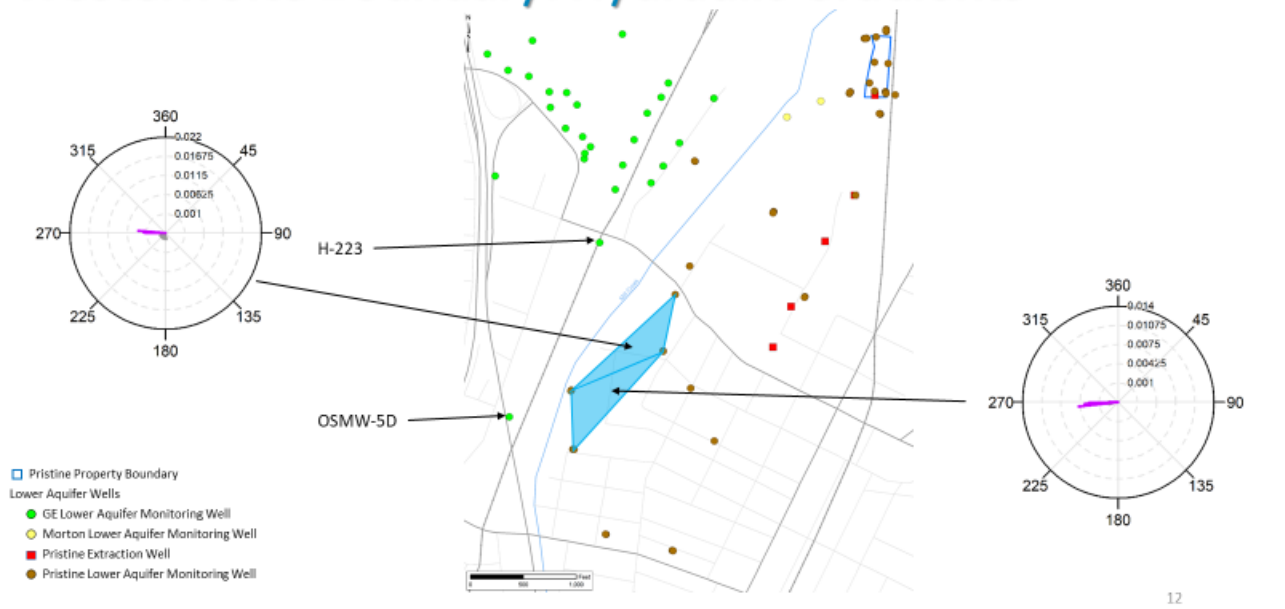 360
0.022
315
0.01675
45
0.0115
0.00625
0.001
270
90
225
135
180
H-223
OSMW-5D
360
0.014
315
0.01075
45
0.0075
0.00425
0.001
270
90
225
135
180
Pristine Property Boundary
Lower Aquifer Wells
GE Lower Aquifer Monitoring Well
Morton Lower Aquifer Monitoring Well
Pristine Extraction Well
Pristine Lower Aquifer Monitoring Well
N
Feet
0 500 1,000
12